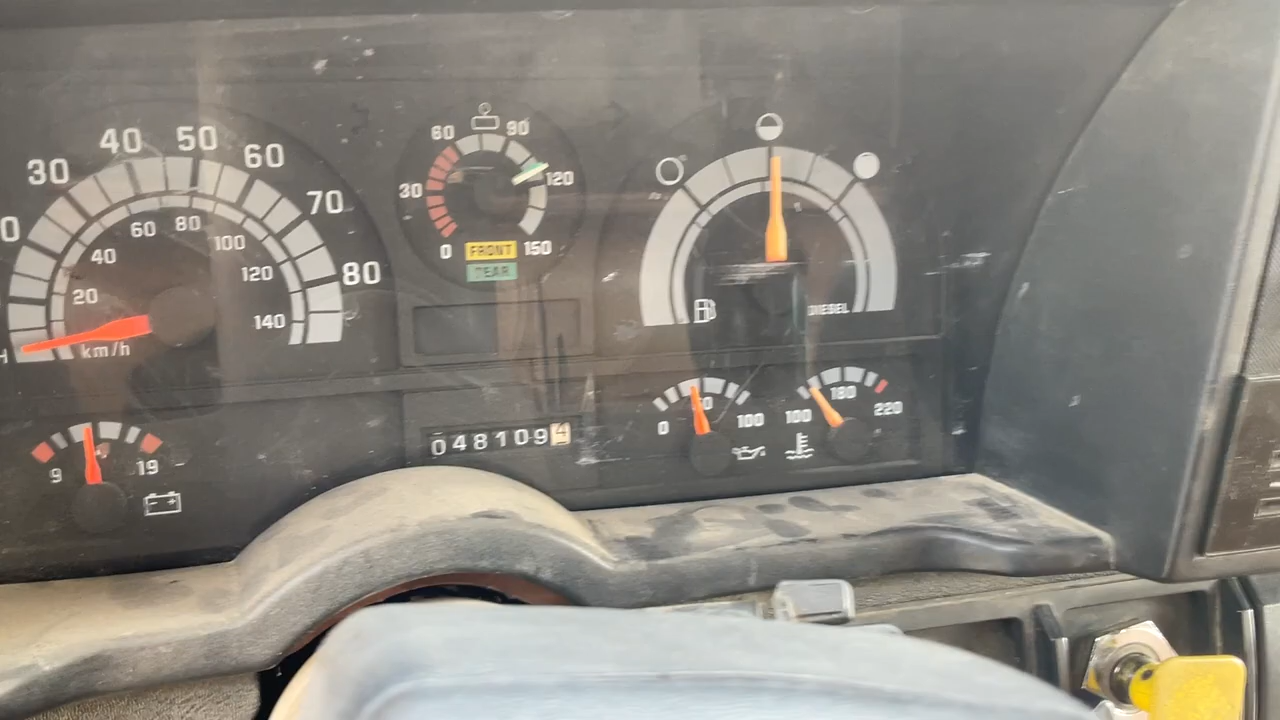 30 40 50 60 70 80
20 40 60 80 100 120 140
km/h
30 60 90 120
0 150
FRONT
REAR
DIESEL
048109 4
9 19
0 100
100 180 220